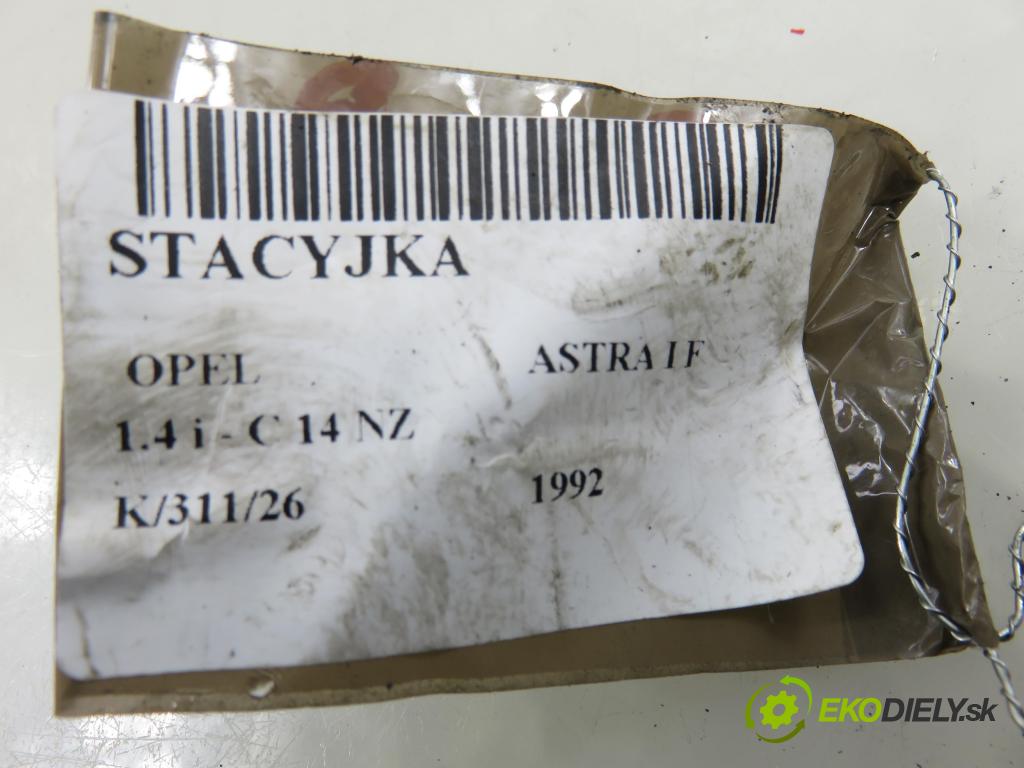 STACYJKA
OPEL ASTRA I F
1.4 i - C 14 NZ
K/311/26 1992
EKODIELY.sk